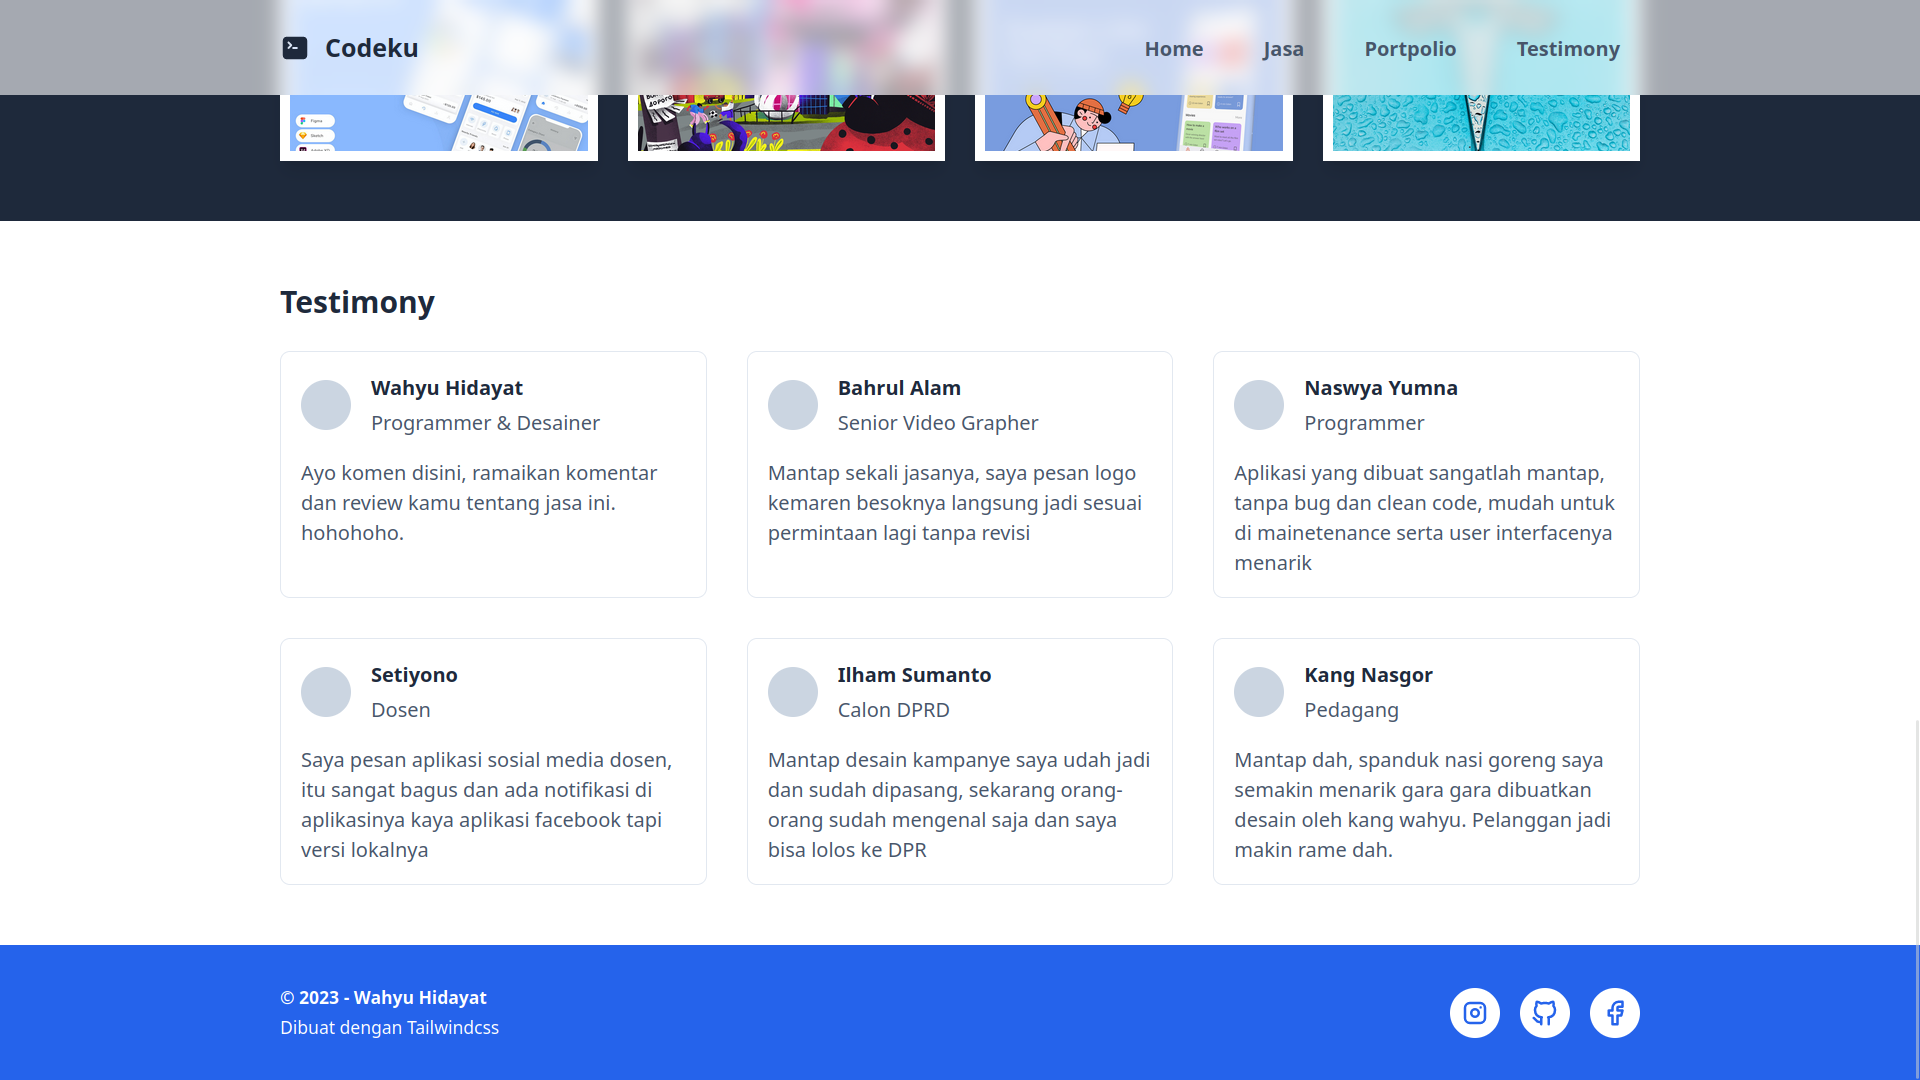 Codeku
Home
Jasa
Portpolio
Testimony
Figma
Sketch
Testimony
Wahyu Hidayat
Programmer & Desainer
Ayo komen disini, ramaikan komentar
dan review kamu tentang jasa ini.
hohohoho.
Bahrul Alam
Senior Video Grapher
Mantap sekali jasanya, saya pesan logo
kemaren besoknya langsung jadi sesuai
permintaan lagi tanpa revisi
Naswya Yumna
Programmer
Aplikasi yang dibuat sangatlah mantap,
tanpa bug dan clean code, mudah untuk
di mainetenance serta user interfacenya
menarik
Setiyono
Dosen
Saya pesan aplikasi sosial media dosen,
itu sangat bagus dan ada notifikasi di
aplikasinya kaya aplikasi facebook tapi
versi lokalnya
Ilham Sumanto
Calon DPRD
Mantap desain kampanye saya udah jadi
dan sudah dipasang, sekarang orang-
orang sudah mengenal saja dan saya
bisa lolos ke DPR
Kang Nasgor
Pedagang
Mantap dah, spanduk nasi goreng saya
semakin menarik gara gara dibuatkan
desain oleh kang wahyu. Pelanggan jadi
makin rame dah.
© 2023 - Wahyu Hidayat
Dibuat dengan Tailwindcss